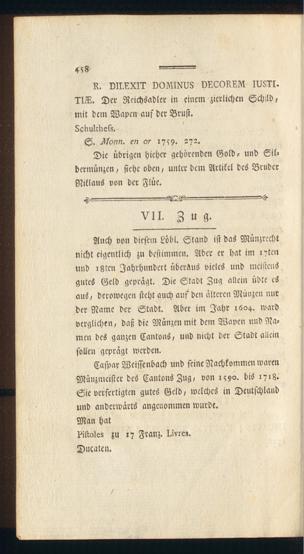 458
R. DILEXIT DOMINUS DECOREM IUSTI-
TIÆ. Der Reichsadler in einem zierlichen Schild,
mit dem Wapen auf der Brust.
Schulthess.
S. Monn. en or 1759. 272.
Die übrigen hieher gehörenden Gold, und Sil-
bermünzen, siehe oben, unter dem Artikel des Bruder
Niklaus von der Flüe.
VII. Zug.
Auch von diesem Löbl. Stand ist das Münzrecht
nicht eigentlich zu bestimmen. Aber er hat im 17ten
und 18ten Jahrhundert überaus vieles und meistens
gutes Geld geprägt. Die Stadt Zug allein übte es
aus, derowegen steht auch auf den älteren Münzen nur
der Name der Stadt. Aber im Jahr 1604. ward
verglichen, daß die Münzen mit dem Wapen und Na-
men des ganzen Cantons, und nicht der Stadt allein
sollen geprägt werden.
Caspar Weissenbach und seine Nachkommen waren
Münzmeister des Cantons Zug, von 1590. bis 1718.
Sie verfertigten gutes Geld, welches in Deutschland
und anderwärts angenommen wurde.
Man hat
Pistoles zu 17 Franz. Livres.
Ducaten.